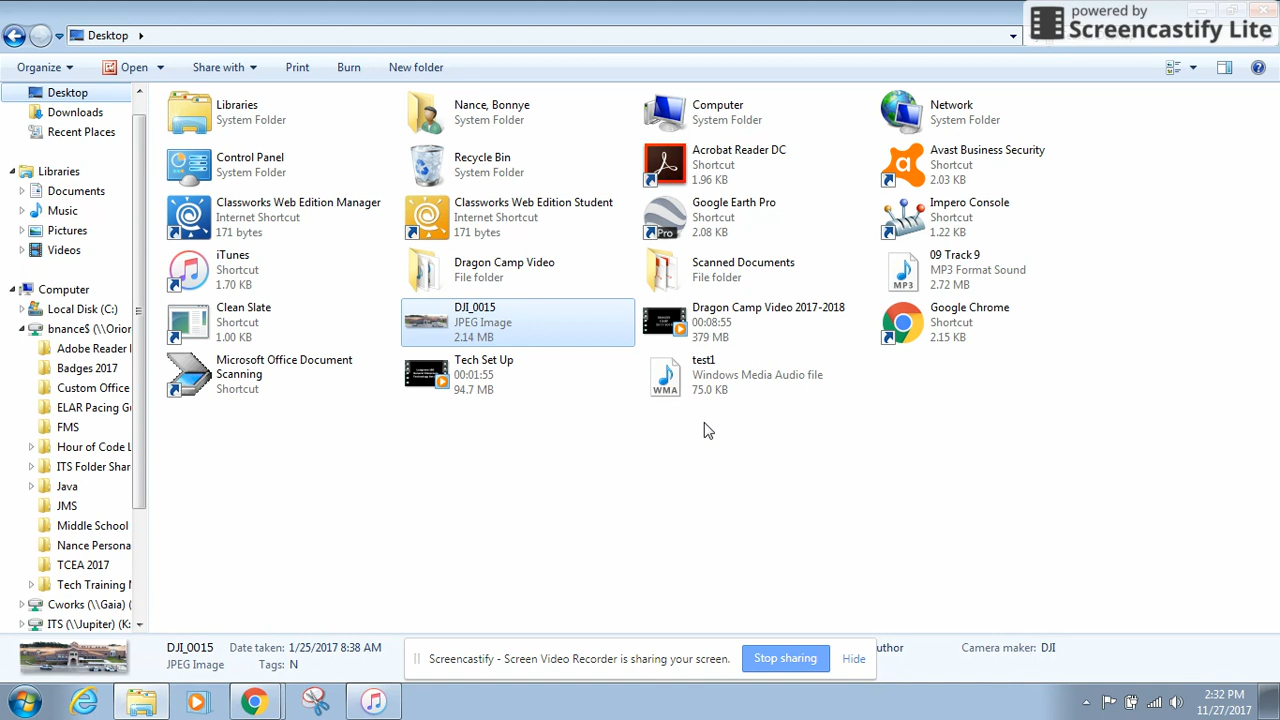 powered by
Screencastify Lite
Desktop
Organize
Open
Share with
Print
Burn
New folder
Desktop
Downloads
Recent Places
Libraries
Documents
Music
Pictures
Videos
Computer
Local Disk (C:)
bnance$ (\\Orio
Adobe Reader
Badges 2017
Custom Office
ELAR Pacing Gu
FMS
Hour of Code L
ITS Folder Shar
Java
JMS
Middle School
Nance Persona
TCEA 2017
Tech Training M
Cworks (\\Gaia) (
ITS (\\Jupiter) (K:
Libraries
System Folder
Nance, Bonnye
System Folder
Computer
System Folder
Network
System Folder
Control Panel
System Folder
Recycle Bin
System Folder
Acrobat Reader DC
Shortcut
1.96 KB
Avast Business Security
Shortcut
2.03 KB
Classworks Web Edition Manager
Internet Shortcut
171 bytes
Classworks Web Edition Student
Internet Shortcut
171 bytes
Pro
Google Earth Pro
Shortcut
2.08 KB
Impero Console
Shortcut
1.22 KB
iTunes
Shortcut
1.70 KB
Dragon Camp Video
File folder
Scanned Documents
File folder
MP3
09 Track 9
MP3 Format Sound
2.72 MB
Clean Slate
Shortcut
1.00 KB
DJI_0015
JPEG Image
2.14 MB
Dragon Camp Video 2017-2018
00:08:55
379 MB
Google Chrome
Shortcut
2.15 KB
Microsoft Office Document
Scanning
Shortcut
Tech Set Up
00:01:55
94.7 MB
WMA
test1
Windows Media Audio file
75.0 KB
DJI_0015
JPEG Image
Date taken: 1/25/2017 8:38 AM
Tags: N
uthor
Camera maker: DJI
Screencastify - Screen Video Recorder is sharing your screen.
Stop sharing
Hide
2:32 PM
11/27/2017